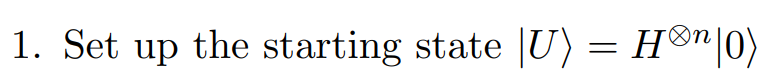 1. Set up the starting state |U⟩ = H^{⊗n}|0⟩